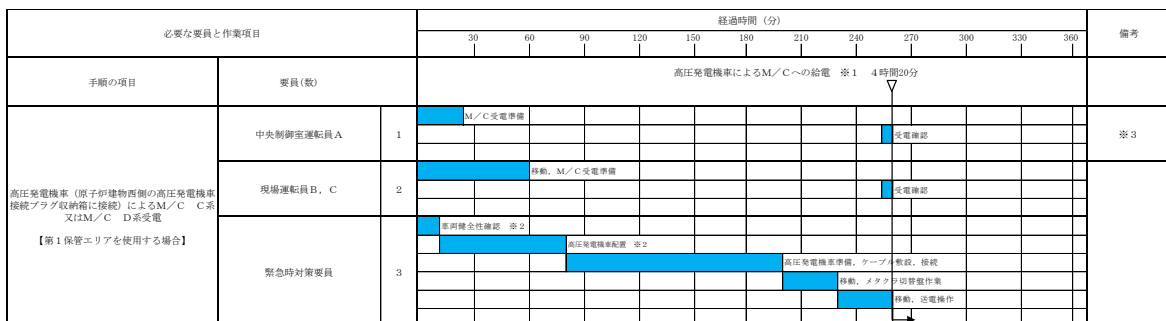 必要な要員と作業項目
経過時間（分）
備考
30 60 90 120 150 180 210 240 270 300 330 360
手順の項目
要員(数)
高圧発電機車によるM／Cへの給電 ※1 4時間20分
高圧発電機車（原子炉建物西側の高圧発電機車
接続プラグ収納箱に接続）によるM／C C系
又はM／C D系受電
【第1保管エリアを使用する場合】
中央制御室運転員A
1
M／C受電準備
受電確認
※3
現場運転員B，C
2
移動，M／C受電準備
受電確認
緊急時対策要員
3
車両健全性確認 ※2
高圧発電機車配置 ※2
高圧発電機車準備，ケーブル敷設，接続
移動，メタクラ切替盤作業
移動，送電操作